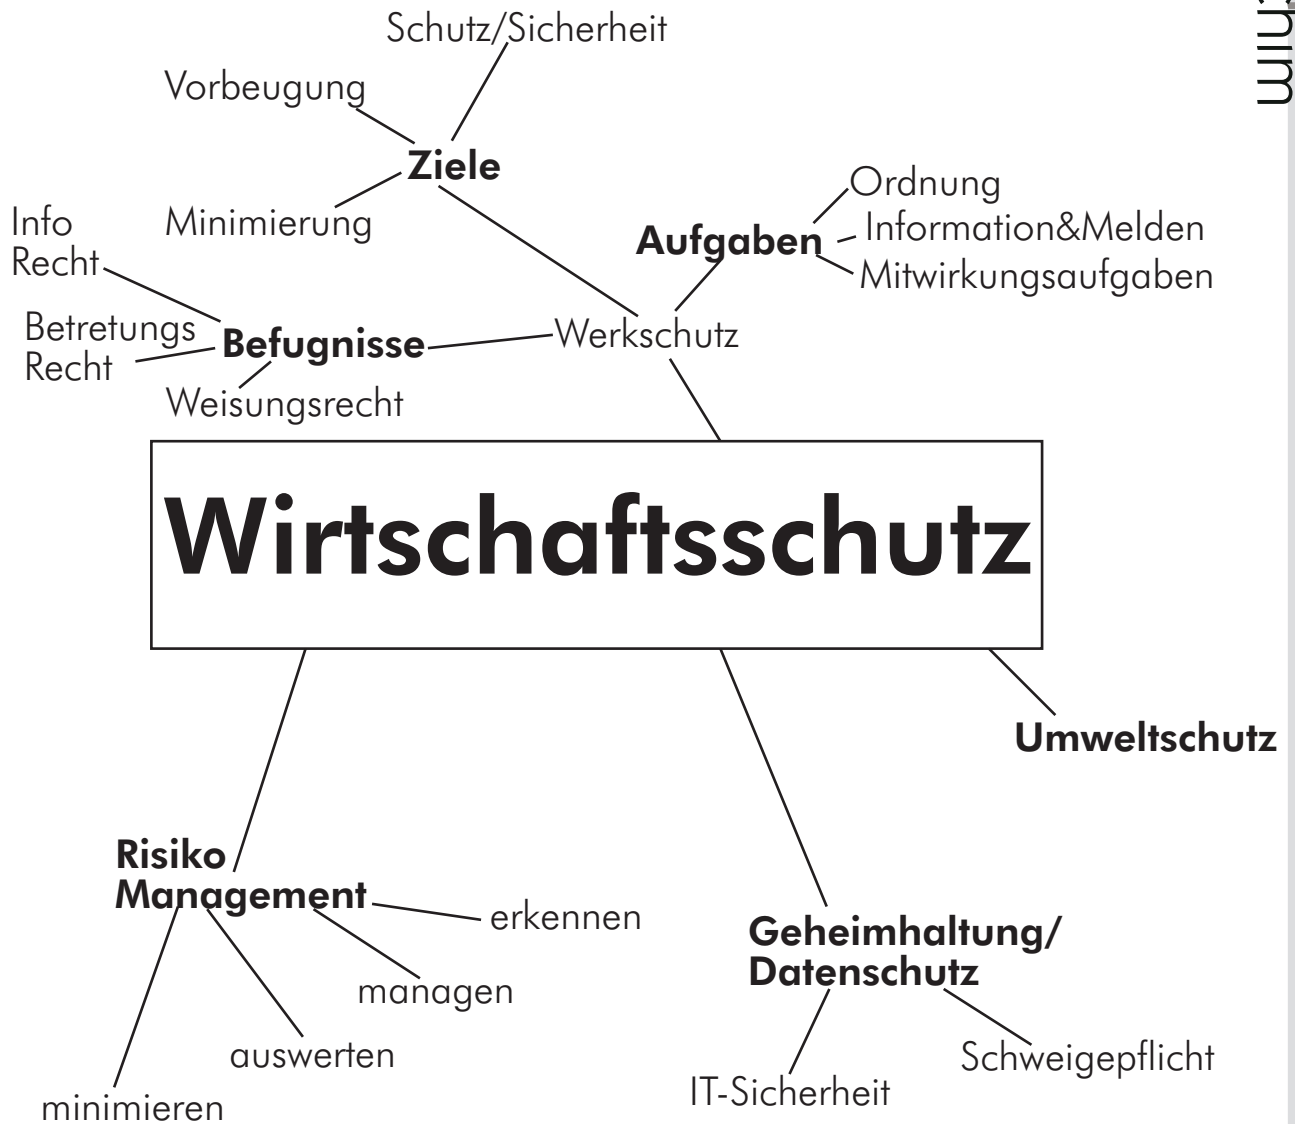 Schutz/Sicherheit
Vorbeugung
Ziele
Minimierung
Ordnung
Aufgaben
Information&Melden
Mitwirkungsaufgaben
Info
Recht
Betretungs
Recht
Befugnisse
Weisungsrecht
Werkschutz
Wirtschaftsschutz
Umweltschutz
Risiko
Management
erkennen
managen
auswerten
minimieren
Geheimhaltung/
Datenschutz
IT-Sicherheit
Schweigepflicht